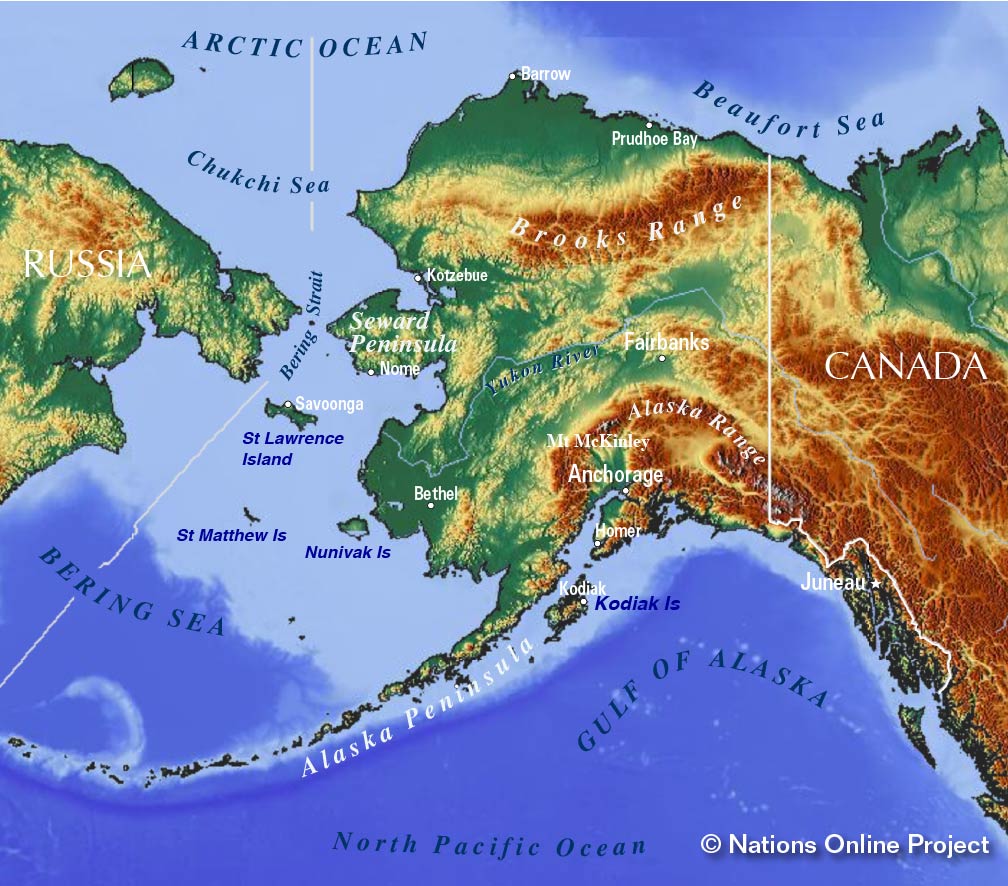 ARCTIC OCEAN
Barrow
Beaufort Sea
Prudhoe Bay
Chukchi Sea
Brooks Range
RUSSIA
Kotzebue
Bering Strait
Seward
Peninsula
Fairbanks
Yukon River
CANADA
Nome
Savoonga
Alaska Range
St Lawrence
Island
Mt McKinley
Anchorage
Bethel
St Matthew Is
Nunivak Is
Homer
BERING SEA
Kodiak
Kodiak Is
Juneau
Alaska Peninsula
GULF OF ALASKA
North Pacific Ocean
© Nations Online Project